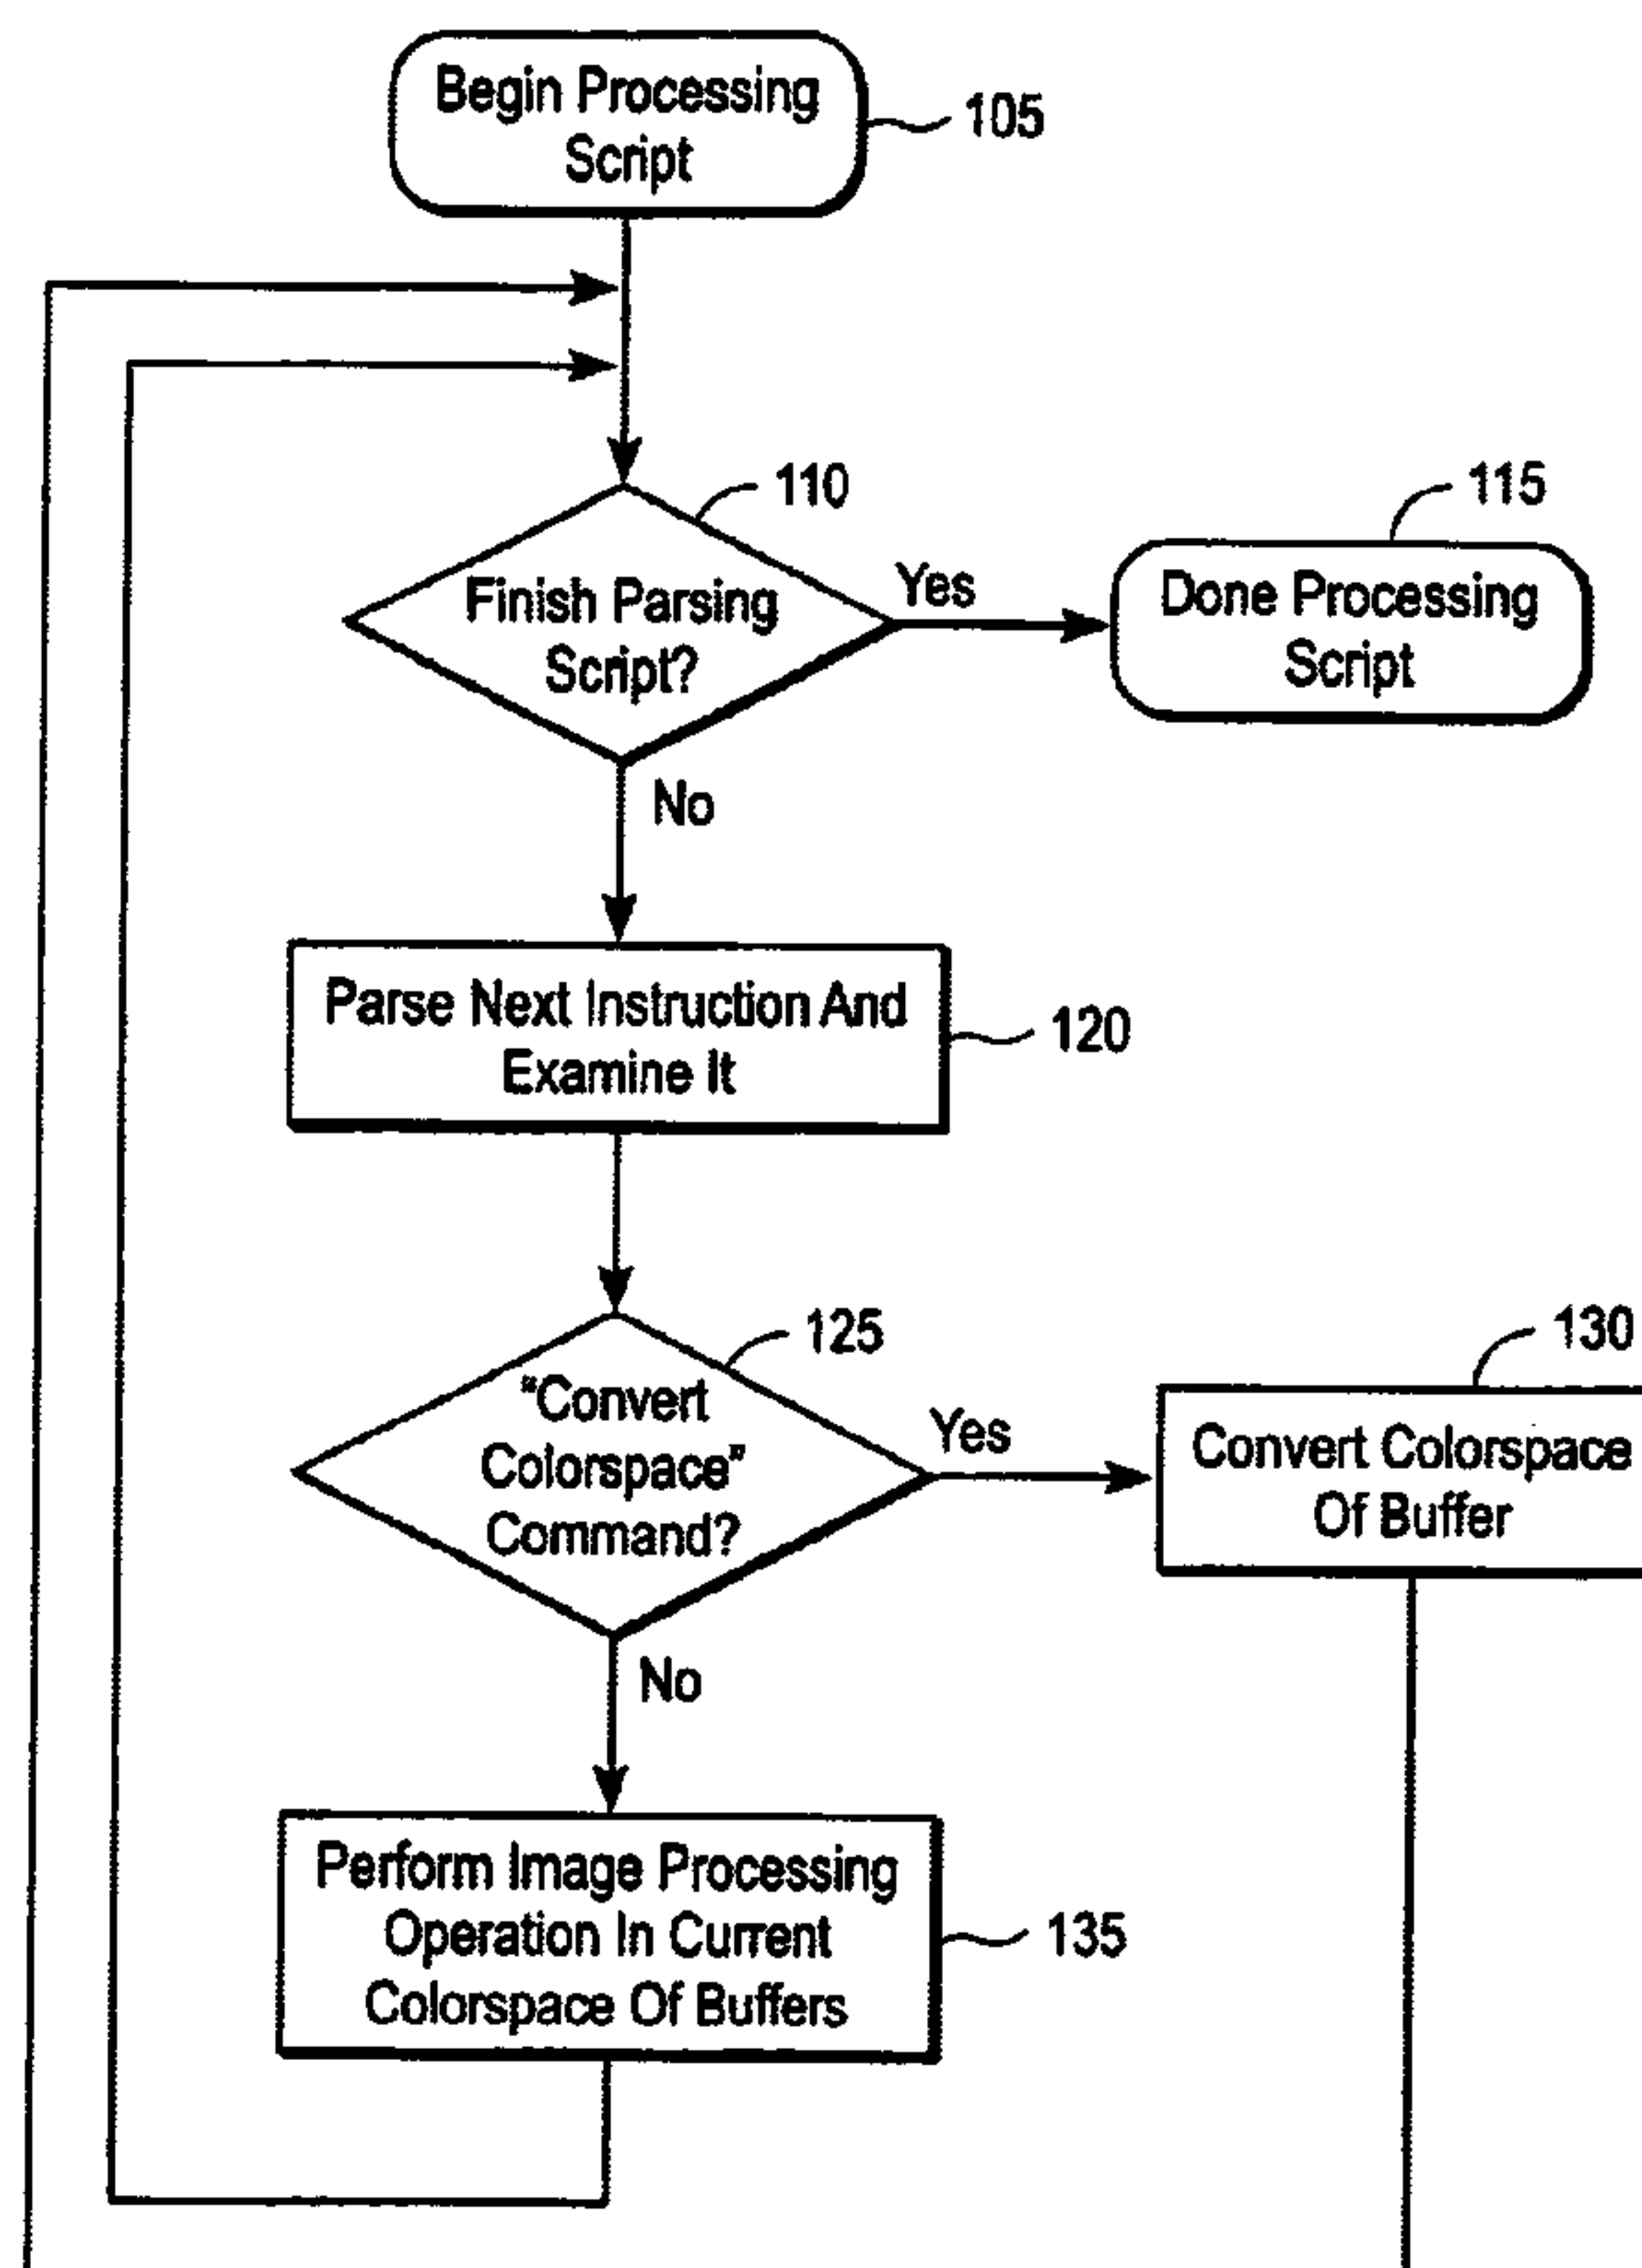 Begin Processing
Script
105
110
115
Finish Parsing
Script?
Yes
Done Processing
Script
No
Parse Next Instruction And
Examine It
120
125
130
"Convert
Colorspace"
Command?
Yes
Convert Colorspace
Of Buffer
No
Perform Image Processing
Operation In Current
Colorspace Of Buffers
135